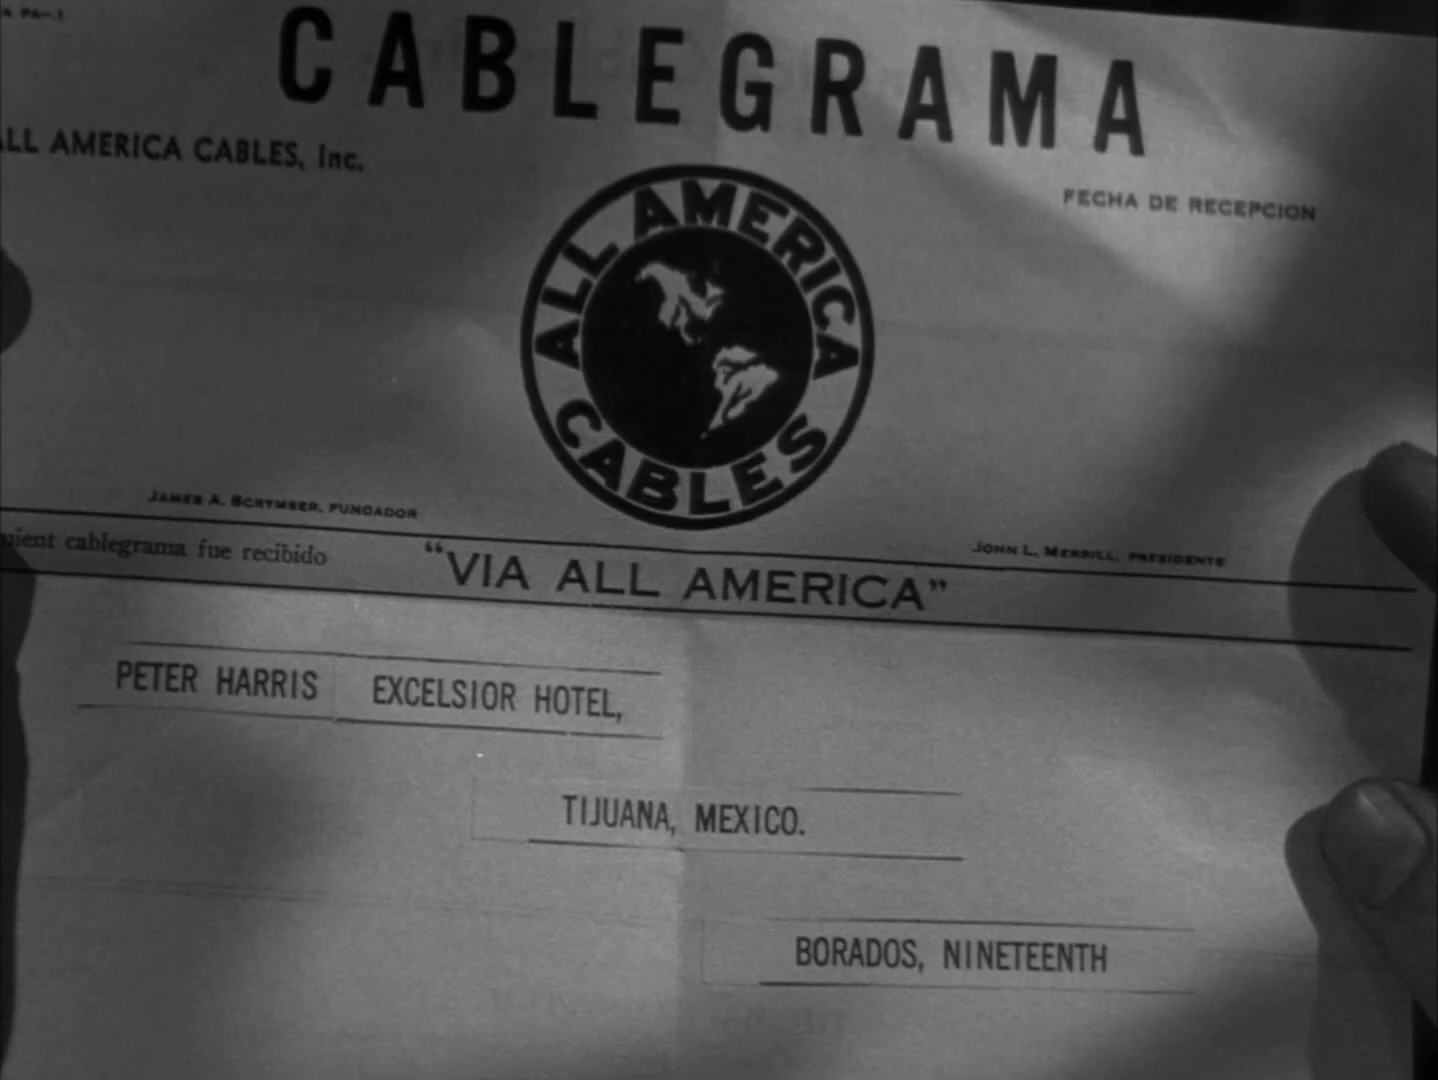 CABLEGRAMA
ALL AMERICA CABLES, Inc.
FECHA DE RECEPCION
ALL AMERICA CABLES
JAMES A. SCRYMSER, FUNDADOR
JOHN L. MERRILL, PRESIDENTE
cablegrama fue recibido
"VIA ALL AMERICA"
PETER HARRIS EXCELSIOR HOTEL,
TIJUANA, MEXICO.
BORADOS, NINETEENTH